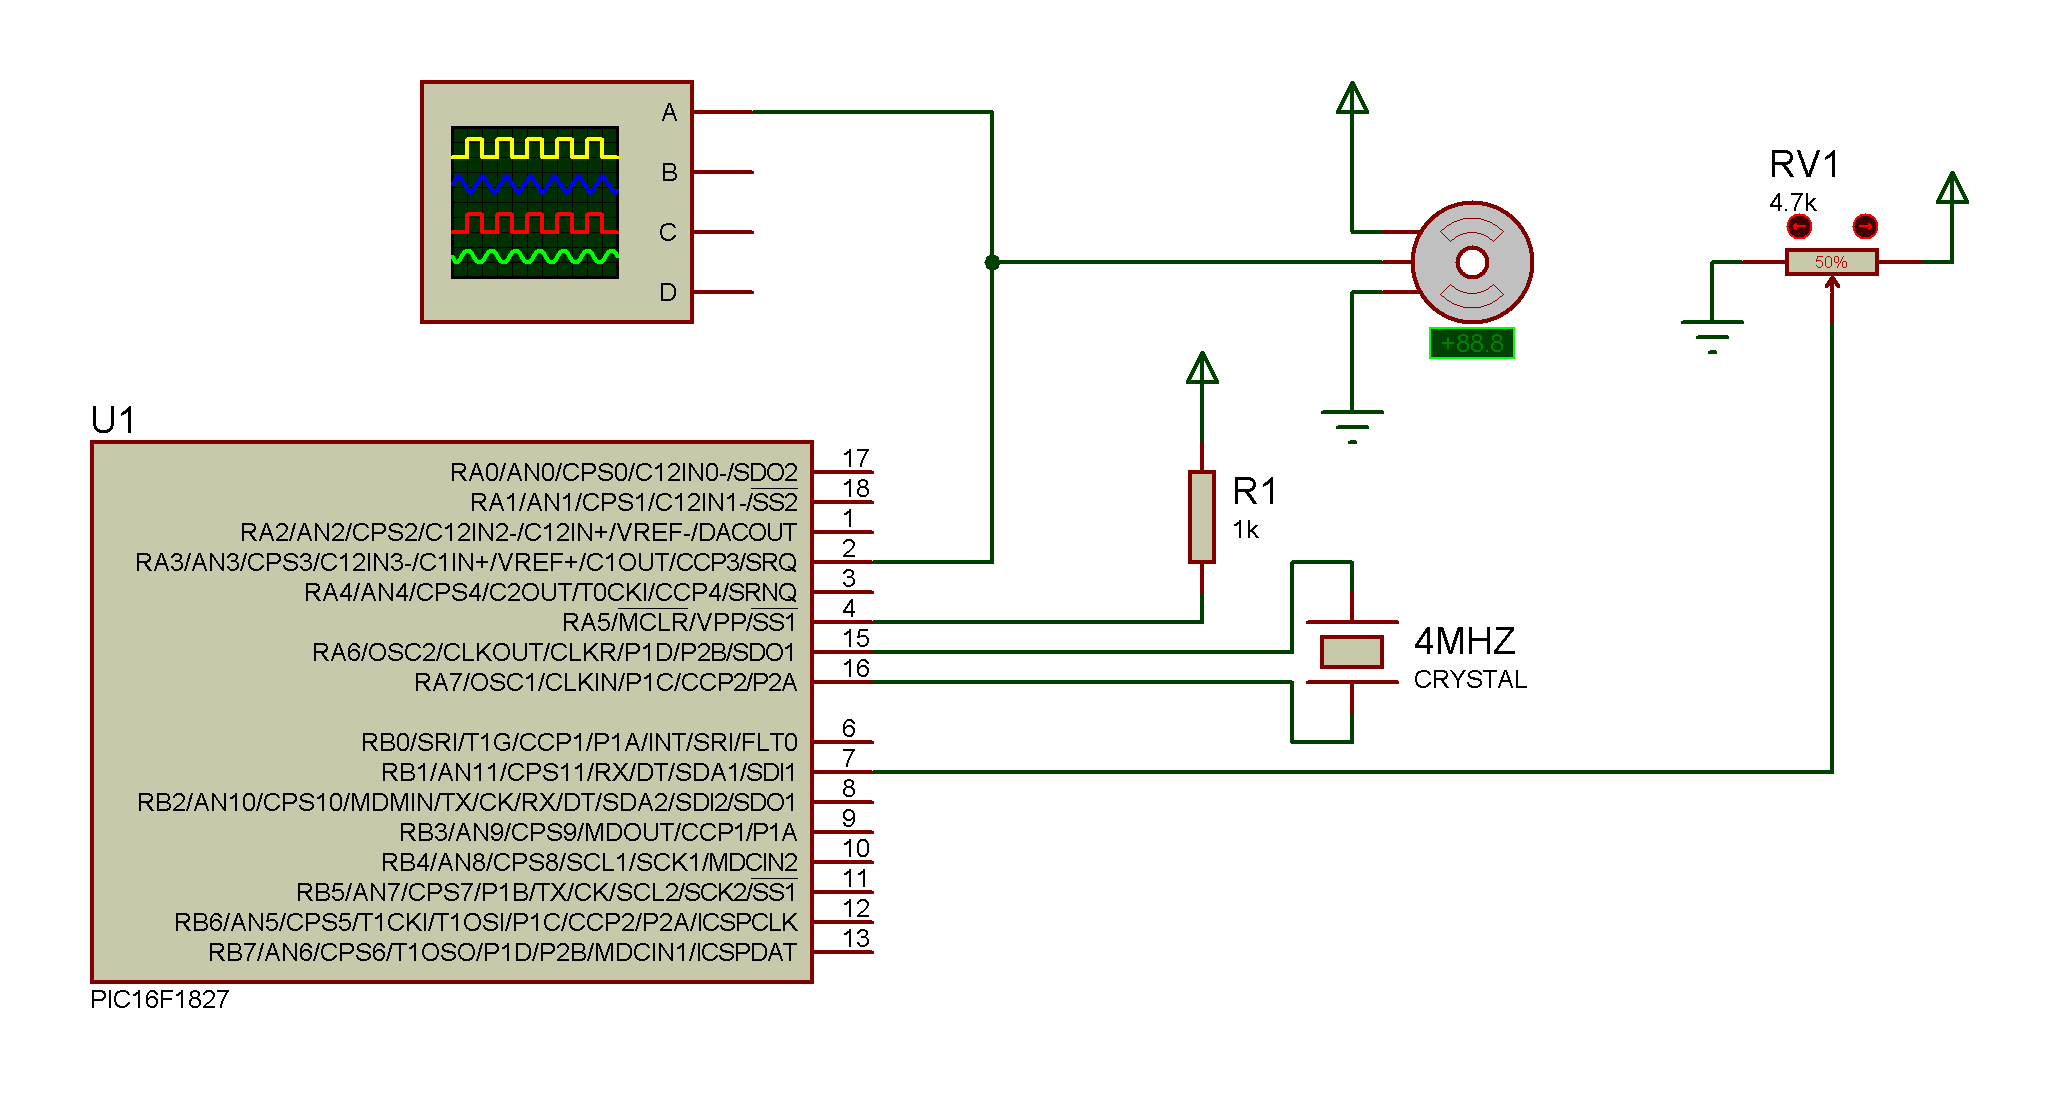 A
B
C
D
RV1
4.7k
50%
+88.8
U1
RA0/AN0/CPS0/C12IN0-/SDO2
17
RA1/AN1/CPS1/C12IN1-/SS2
18
RA2/AN2/CPS2/C12IN2-/C12IN+/VREF-/DACOUT
1
RA3/AN3/CPS3/C12IN3-/C1IN+/VREF+/C1OUT/CCP3/SRQ
2
RA4/AN4/CPS4/C2OUT/T0CKI/CCP4/SRNQ
3
RA5/MCLR/VPP/SS1
4
RA6/OSC2/CLKOUT/CLKR/P1D/P2B/SDO1
15
RA7/OSC1/CLKIN/P1C/CCP2/P2A
16
RB0/SRI/T1G/CCP1/P1A/INT/SRI/FLT0
6
RB1/AN11/CPS11/RX/DT/SDA1/SDI1
7
RB2/AN10/CPS10/MDMIN/TX/CK/RX/DT/SDA2/SDI2/SDO1
8
RB3/AN9/CPS9/MDOUT/CCP1/P1A
9
RB4/AN8/CPS8/SCL1/SCK1/MDCIN2
10
RB5/AN7/CPS7/P1B/TX/CK/SCL2/SCK2/SS1
11
RB6/AN5/CPS5/T1CKI/T1OSI/P1C/CCP2/P2A/ICSPCLK
12
RB7/AN6/CPS6/T1OSO/P1D/P2B/MDCIN1/ICSPDAT
13
PIC16F1827
R1
1k
4MHZ
CRYSTAL